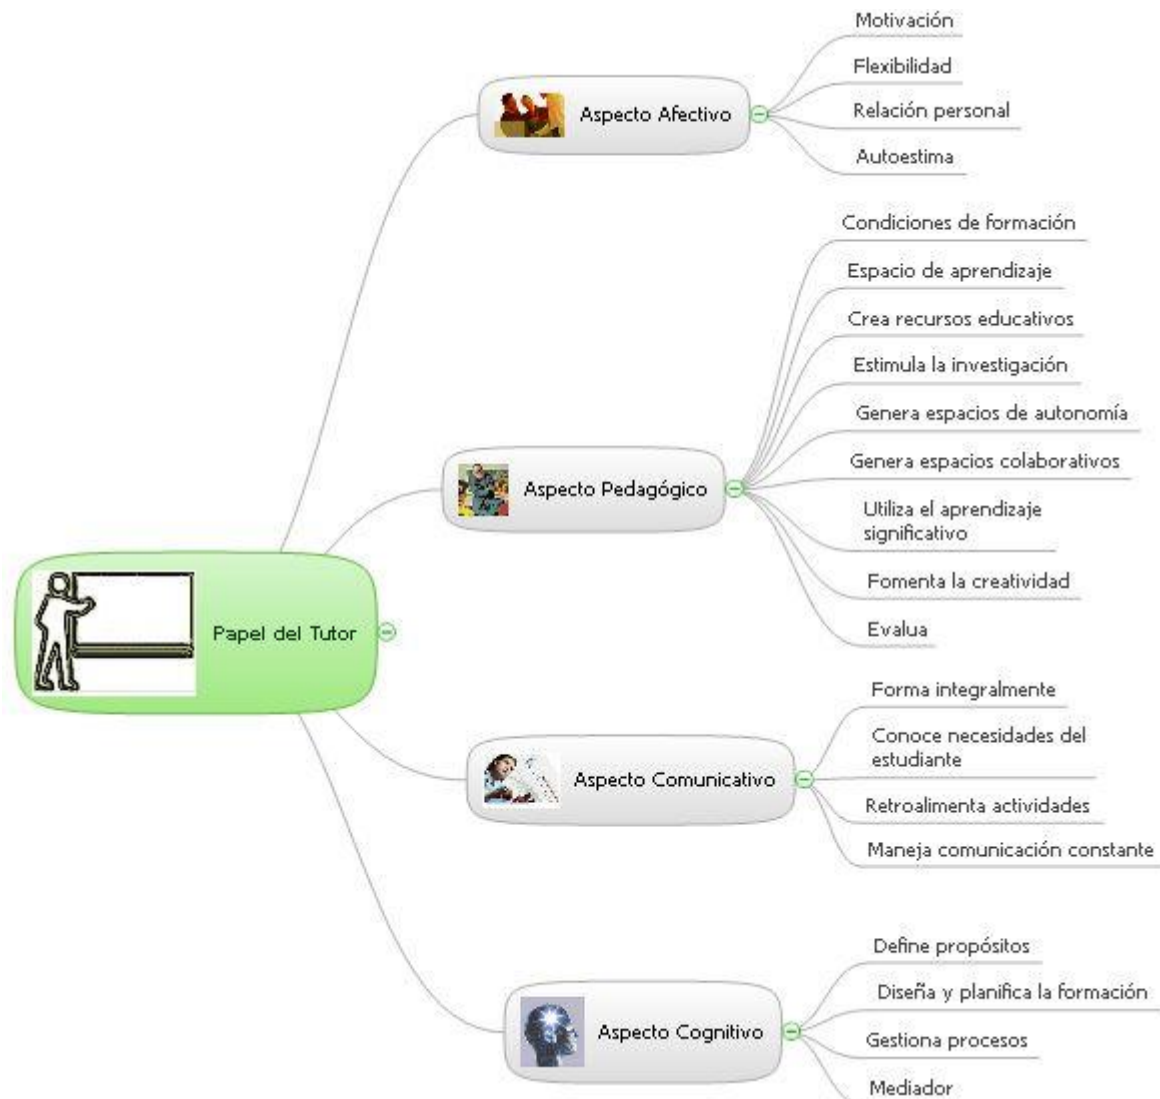 Papel del Tutor
Aspecto Afectivo
Motivación
Flexibilidad
Relación personal
Autoestima
Aspecto Pedagógico
Condiciones de formación
Espacio de aprendizaje
Crea recursos educativos
Estimula la investigación
Genera espacios de autonomía
Genera espacios colaborativos
Utiliza el aprendizaje
significativo
Fomenta la creatividad
Evalua
Aspecto Comunicativo
Forma integralmente
Conoce necesidades del
estudiante
Retroalimenta actividades
Maneja comunicación constante
Aspecto Cognitivo
Define propósitos
Diseña y planifica la formación
Gestiona procesos
Mediador